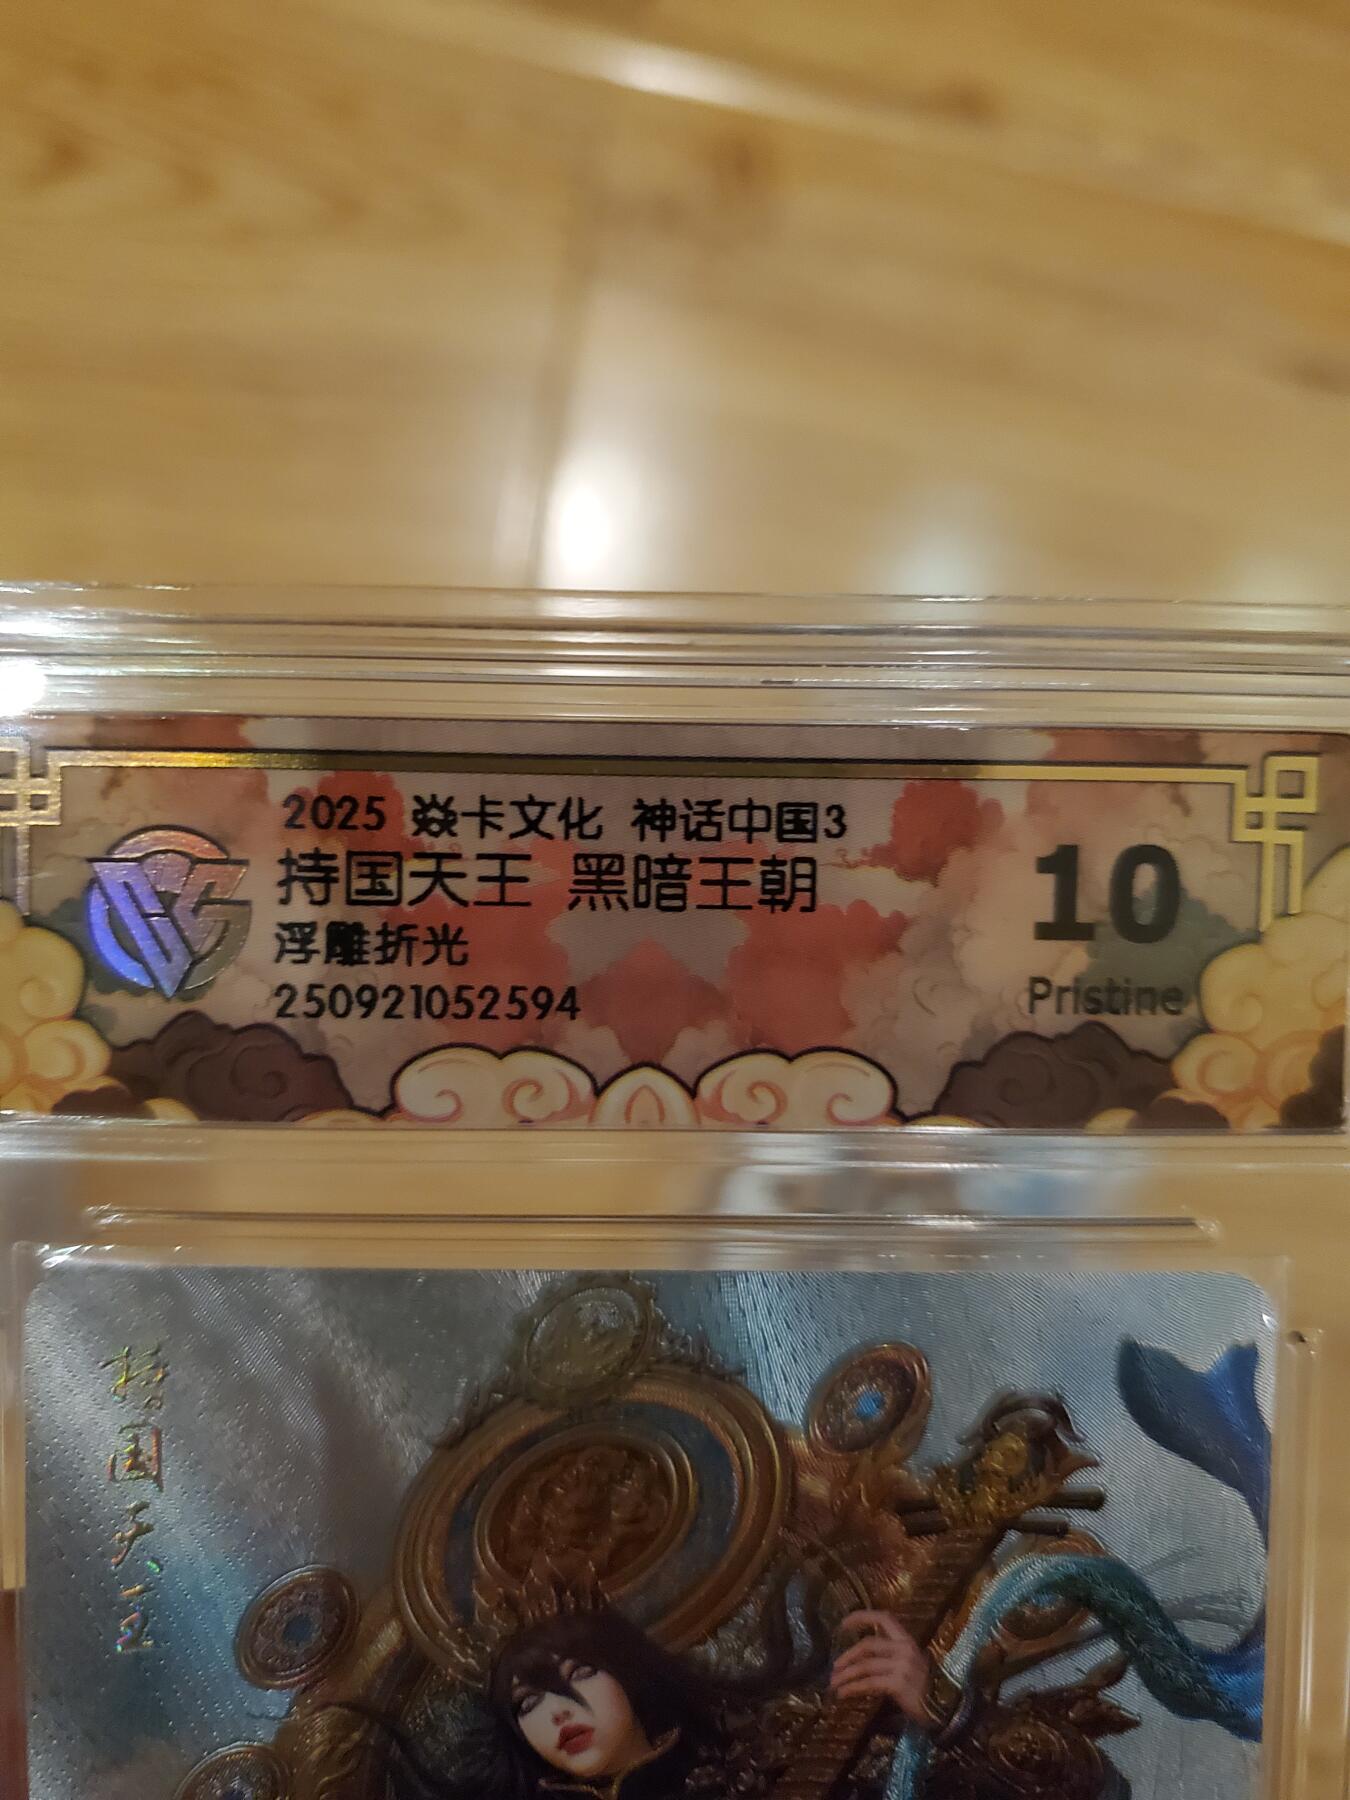 2025 焱卡文化 神话中国3
持国天王 黑暗王朝
浮雕折光
250921052594
10
Pristine
持国天王